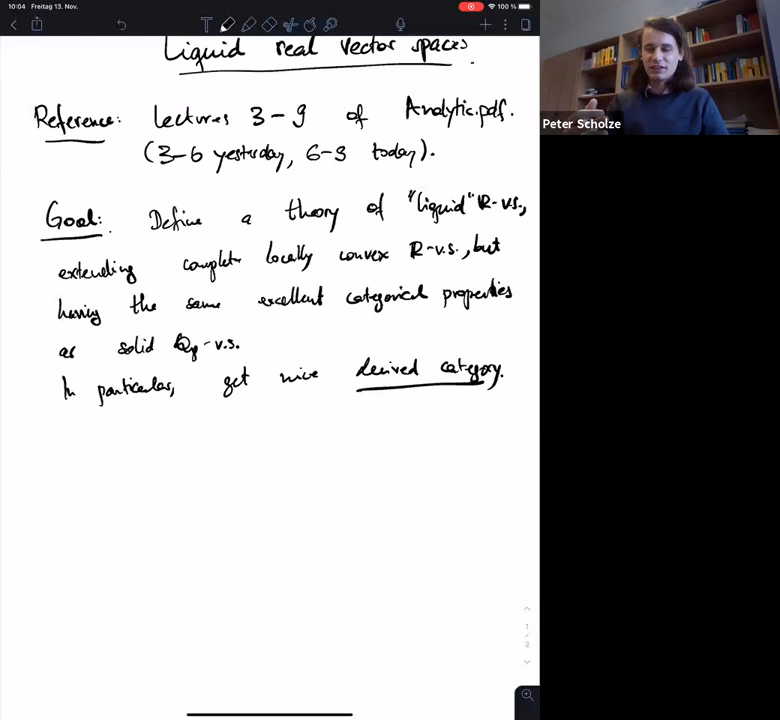 10:04 Freitag 13. Nov.
100 %
Liquid real vector spaces.
Peter Scholze
Reference: Lectures 3-9 of Analytic.pdf.
(3-6 yesterday, 6-9 today).
Goal: Define a theory of "liquid" R-v.s.,
extending complete locally convex R-v.s., but
having the same excellent categorical properties
as solid Qp-v.s.
In particular, get nice derived category.
1
/
2